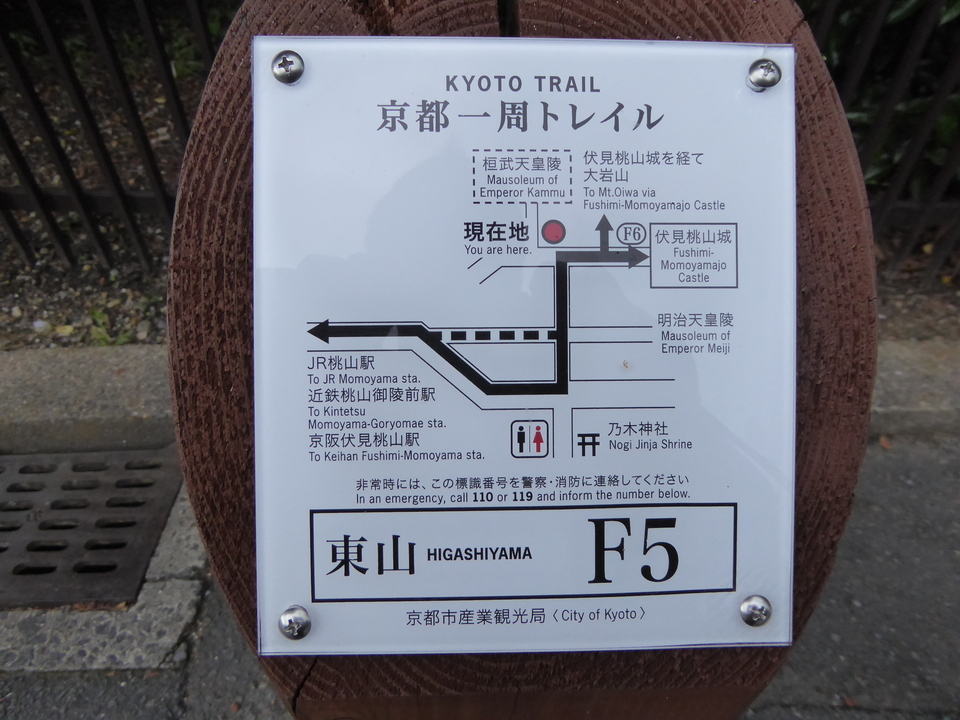 KYOTO TRAIL
京都一周トレイル
桓武天皇陵
Mausoleum of
Emperor Kammu
伏見桃山城を経て
大岩山
To Mt.Oiwa via
Fushimi-Momoyamajo Castle
現在地
You are here.
F6
伏見桃山城
Fushimi-
Momoyamajo
Castle
明治天皇陵
Mausoleum of
Emperor Meiji
JR桃山駅
To JR Momoyama sta.
近鉄桃山御陵前駅
To Kintetsu
Momoyama-Goryomae sta.
京阪伏見桃山駅
To Keihan Fushimi-Momoyama sta.
乃木神社
Nogi Jinja Shrine
非常時には、この標識番号を警察・消防に連絡してください
In an emergency, call 110 or 119 and inform the number below.
東山 HIGASHIYAMA F5
京都市産業観光局〈City of Kyoto〉